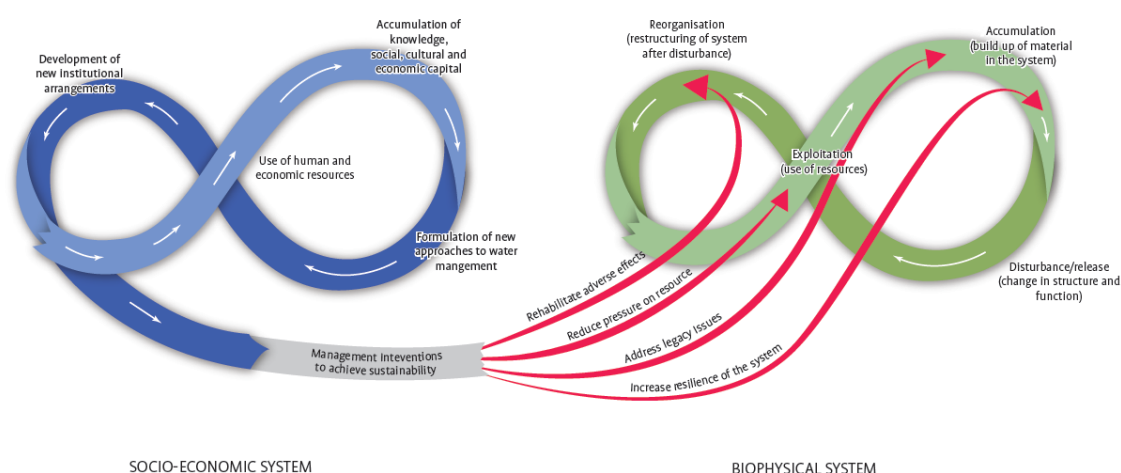 Development of
new institutional
arrangements
Accumulation of
knowledge,
social, cultural and
economic capital
Use of human and
economic resources
Formulation of new
approaches to water
mangement
Management inteventions
to achieve sustainability
SOCIO-ECONOMIC SYSTEM
Reorganisation
(restructuring of system
after disturbance)
Accumulation
(build up of material
in the system)
Exploitation
(use of resources)
Disturbance/release
(change in structure and
function)
Rehabilitate adverse effects
Reduce pressure on resource
Address legacy issues
Increase resilience of the system
BIOPHYSICAL SYSTEM